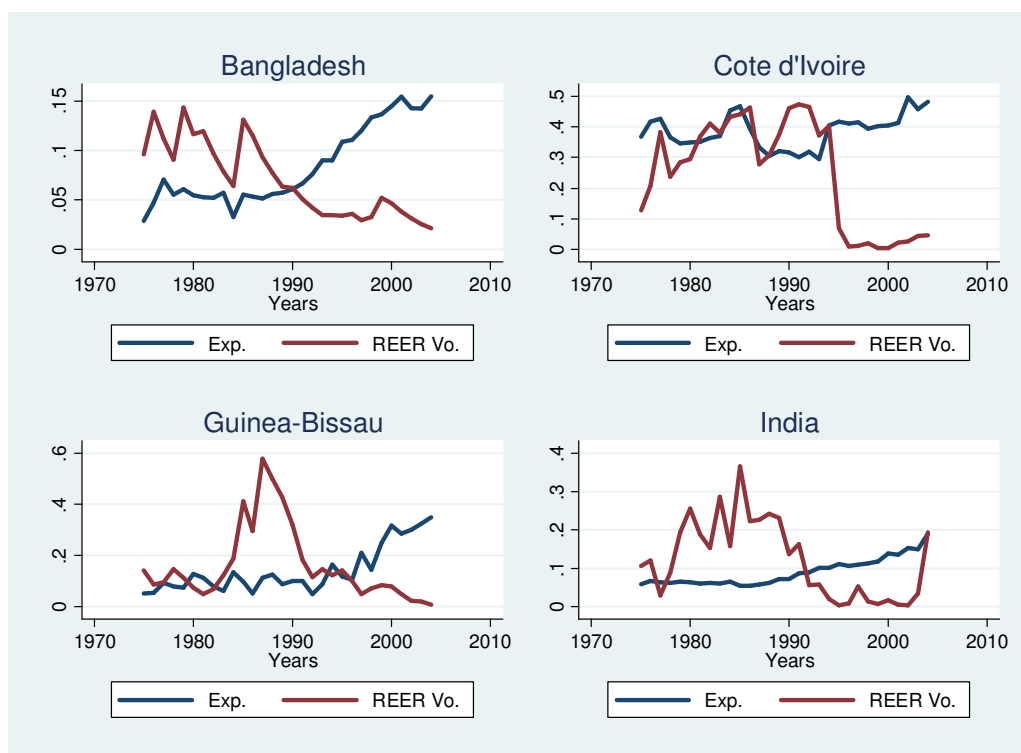 Bangladesh
.15
.1
.05
0
1970 1980 1990 2000 2010
Years
Exp. REER Vo.
Cote d'Ivoire
.5
.4
.3
.2
.1
0
1970 1980 1990 2000 2010
Years
Exp. REER Vo.
Guinea-Bissau
.6
.4
.2
0
1970 1980 1990 2000 2010
Years
Exp. REER Vo.
India
.4
.3
.2
.1
0
1970 1980 1990 2000 2010
Years
Exp. REER Vo.